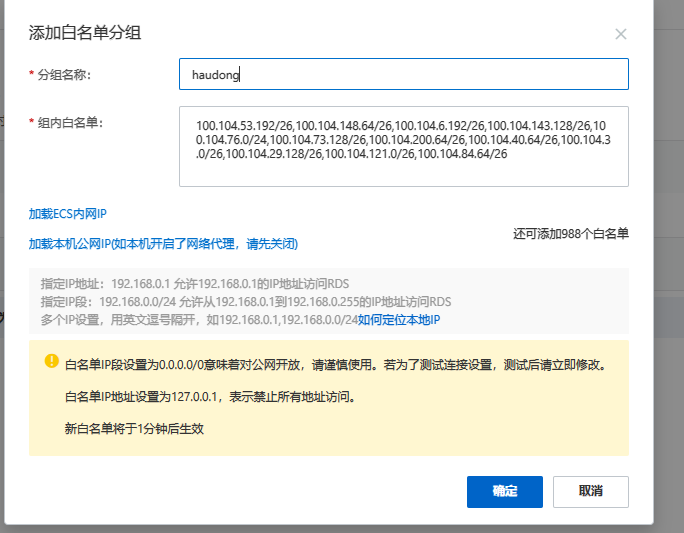 添加白名单分组
* 分组名称：
haudong
* 组内白名单：
100.104.53.192/26,100.104.148.64/26,100.104.6.192/26,100.104.143.128/26,10
0.104.76.0/24,100.104.73.128/26,100.104.200.64/26,100.104.40.64/26,100.104.3
.0/26,100.104.29.128/26,100.104.121.0/26,100.104.84.64/26
加载ECS内网IP
还可添加988个白名单
加载本机公网IP(如本机开启了网络代理，请先关闭)
指定IP地址：192.168.0.1 允许192.168.0.1的IP地址访问RDS
指定IP段：192.168.0.0/24 允许从192.168.0.1到192.168.0.255的IP地址访问RDS
多个IP设置，用英文逗号隔开，如192.168.0.1,192.168.0.0/24如何定位本地IP
白名单IP段设置为0.0.0.0/0意味着对公网开放，请谨慎使用。若为了测试连接设置，测试后请立即修改。
白名单IP地址设置为127.0.0.1，表示禁止所有地址访问。
新白名单将于1分钟后生效
确定
取消